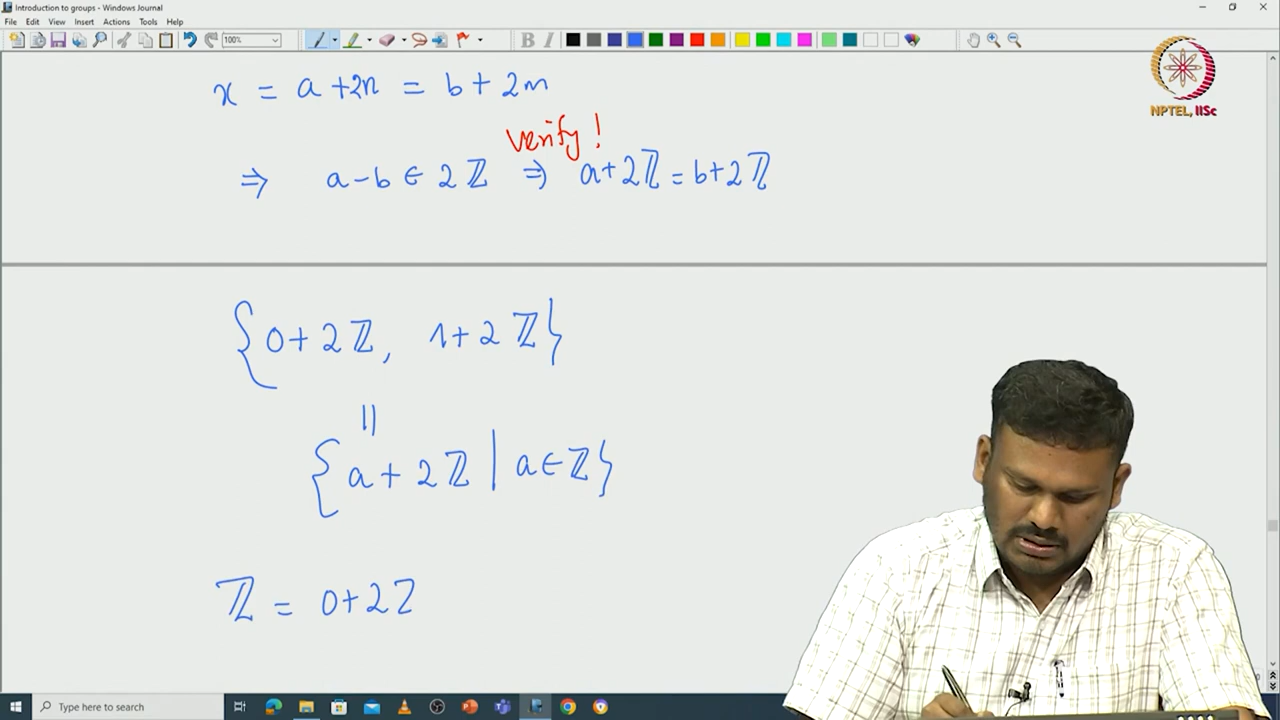 Introduction to groups - Windows Journal
File Edit View Insert Actions Tools Help
100%
B I
NPTEL, IISc
x = a + 2n = b + 2m
verify!
⇒ a - b ∈ 2ℤ ⇒ a + 2ℤ = b + 2ℤ
{0 + 2ℤ, 1 + 2ℤ}
||
{a + 2ℤ | a ∈ ℤ}
ℤ = 0 + 2ℤ
Type here to search